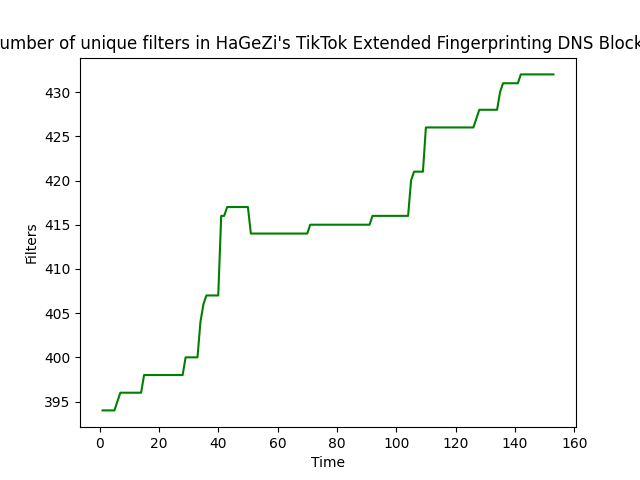 umber of unique filters in HaGeZi's TikTok Extended Fingerprinting DNS Block
430
425
420
415
410
405
400
395
Filters
0 20 40 60 80 100 120 140 160
Time